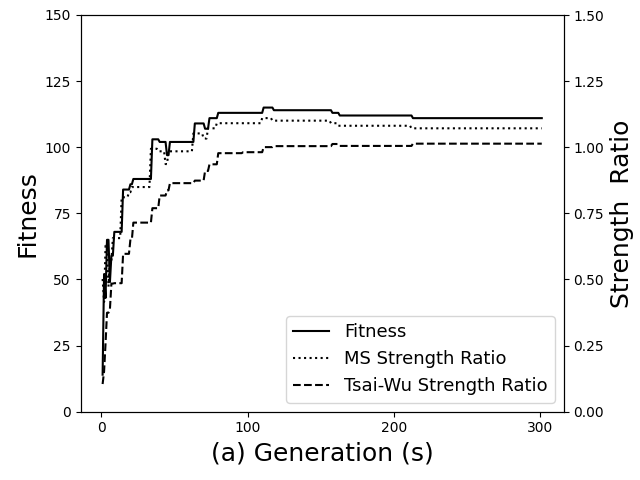 150
125
100
75
50
25
0
Fitness
1.50
1.25
1.00
0.75
0.50
0.25
0.00
Strength Ratio
Fitness
MS Strength Ratio
Tsai-Wu Strength Ratio
0 100 200 300
(a) Generation (s)